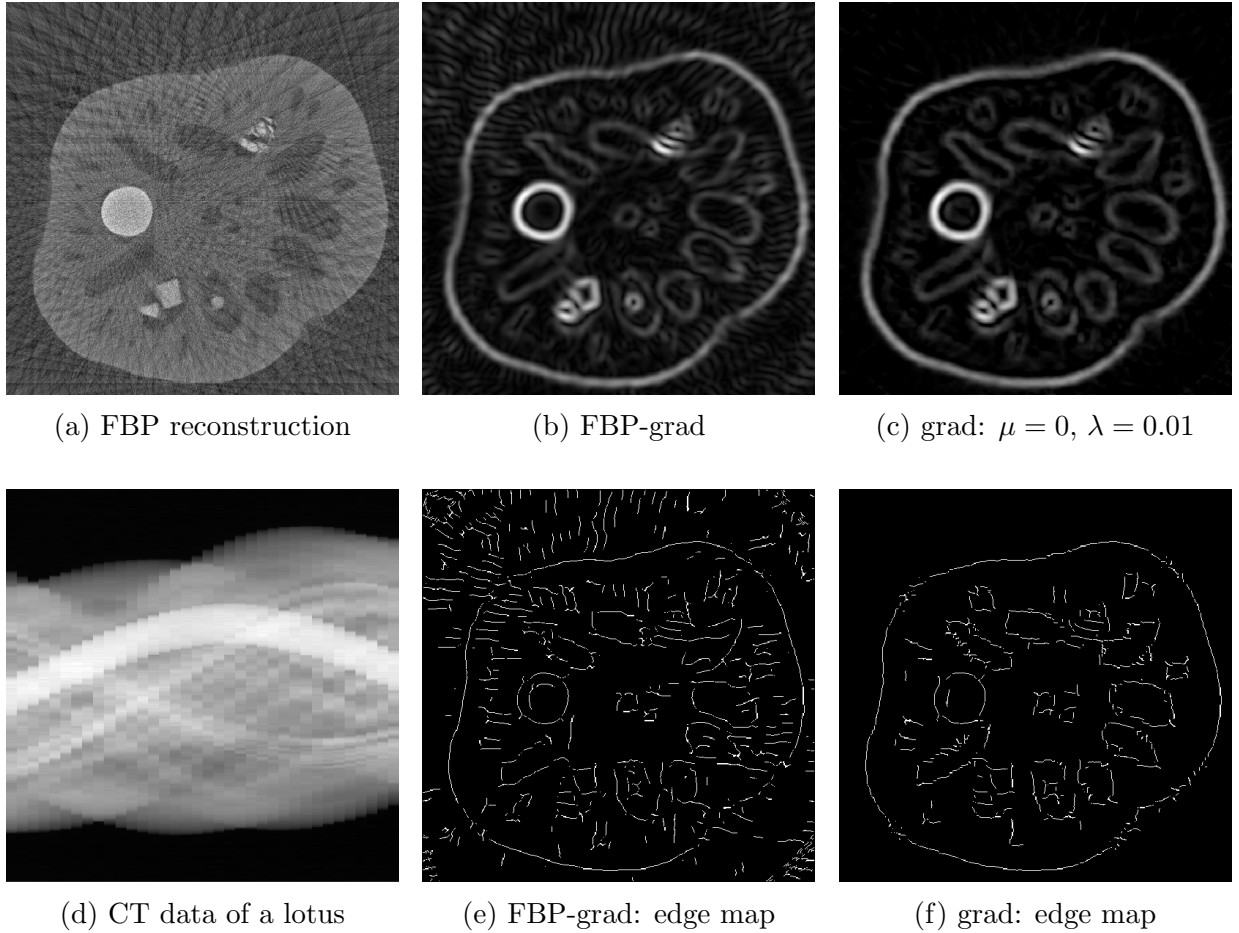 (a) FBP reconstruction
(b) FBP-grad
(c) grad: μ = 0, λ = 0.01
(d) CT data of a lotus
(e) FBP-grad: edge map
(f) grad: edge map